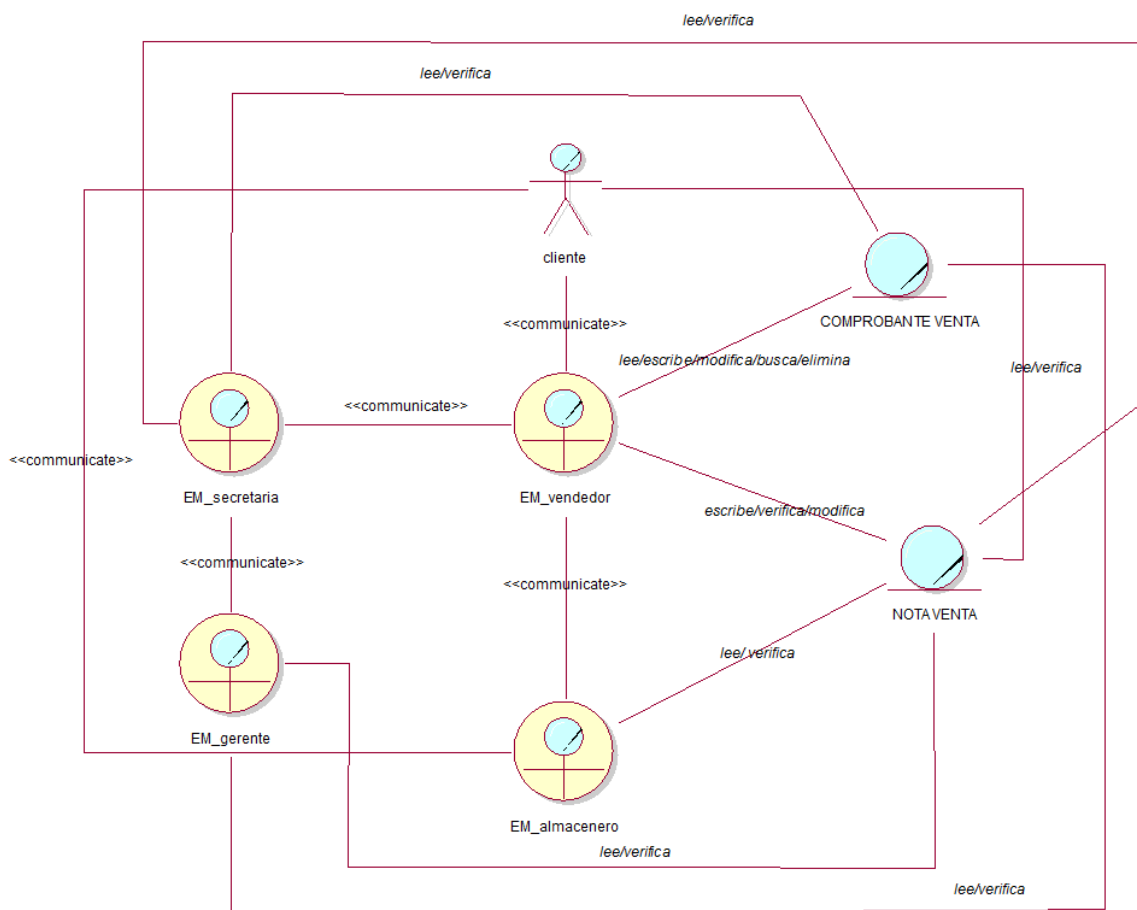 lee/verifica
lee/verifica
cliente
COMPROBANTE VENTA
<<communicate>>
lee/escribe/modifica/busca/elimina
lee/verifica
<<communicate>>
<<communicate>>
EM_secretaria
EM_vendedor
escribe/verifica/modifica
<<communicate>>
<<communicate>>
NOTA VENTA
lee/ verifica
EM_gerente
EM_almacenero
lee/verifica
lee/verifica